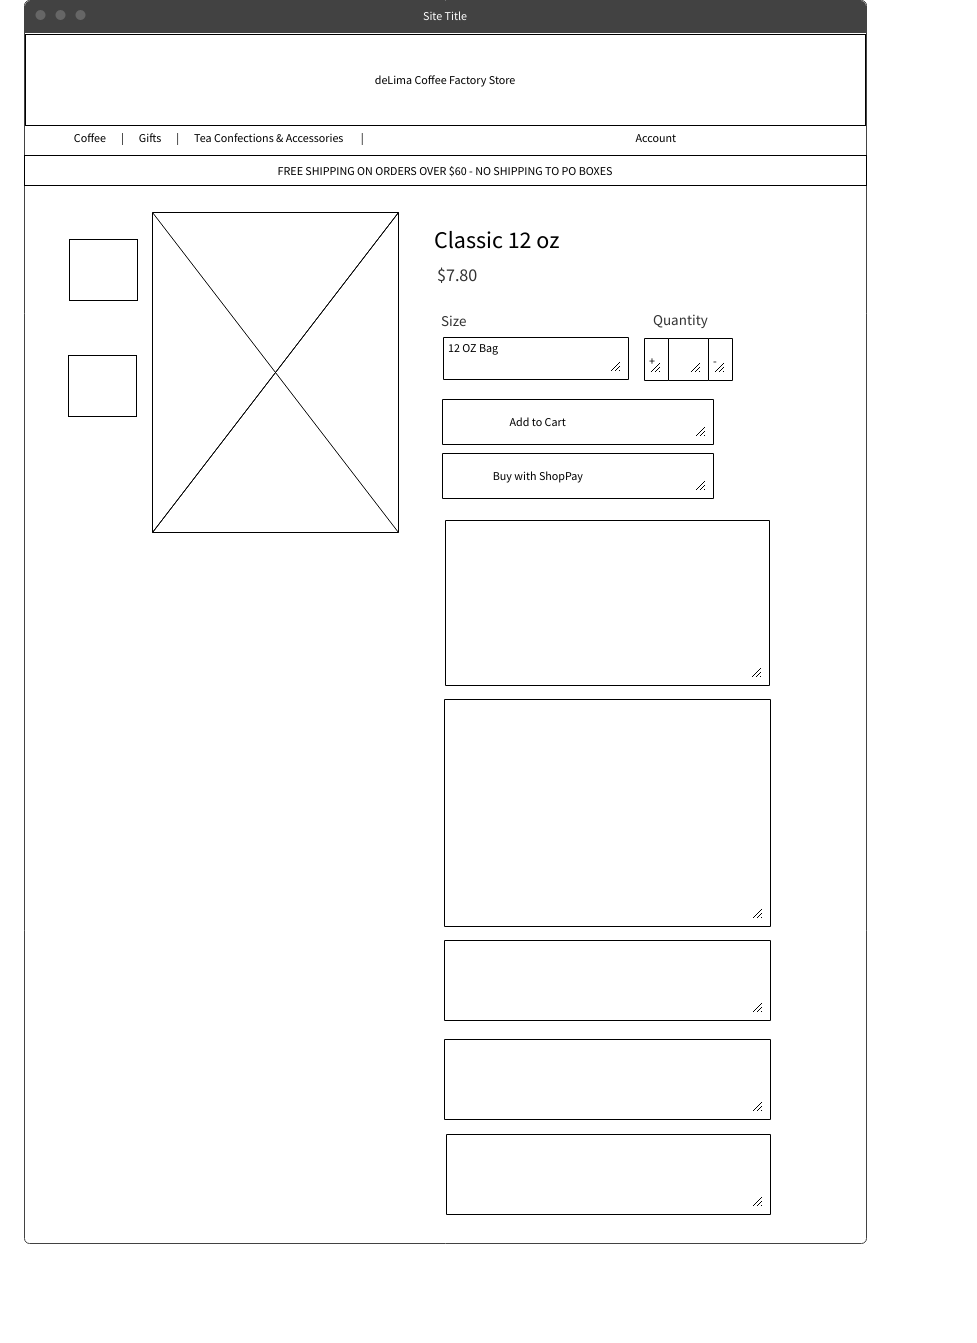 Site Title
deLima Coffee Factory Store
Coffee | Gifts | Tea Confections & Accessories | Account
FREE SHIPPING ON ORDERS OVER $60 - NO SHIPPING TO PO BOXES
Classic 12 oz
$7.80
Size Quantity
12 OZ Bag
+ -
Add to Cart
Buy with ShopPay